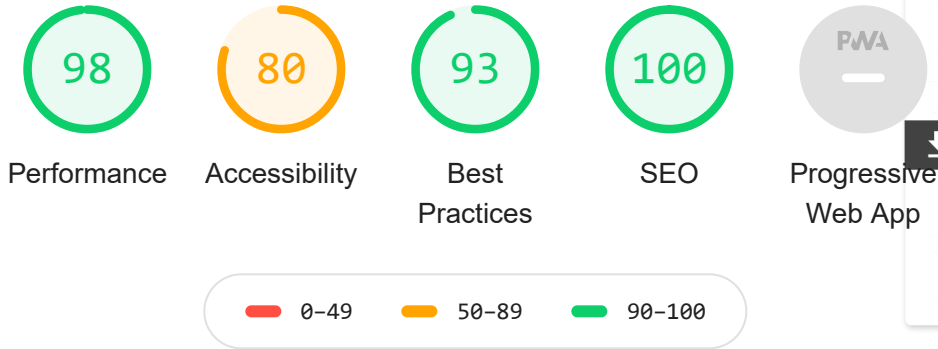 98 80 93 100 PWA
Performance Accessibility Best SEO Progressive
Practices Web App
0–49 50–89 90–100